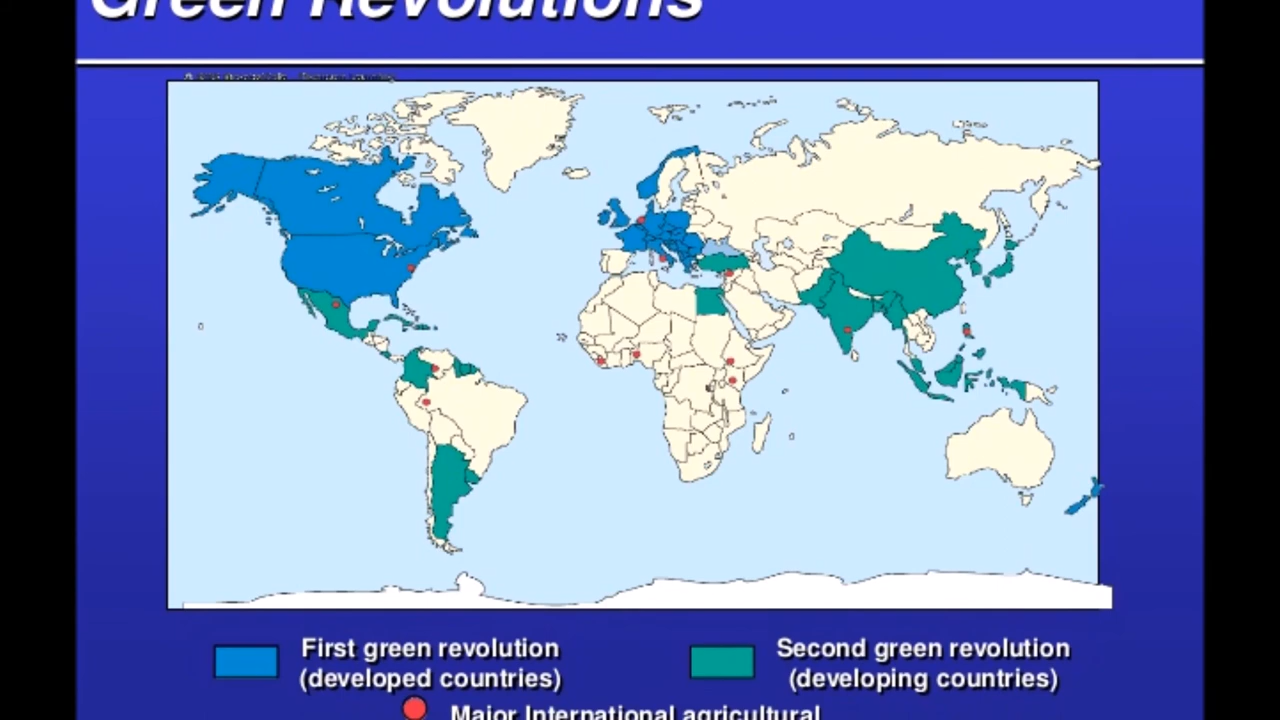 Green Revolutions
First green revolution
(developed countries)
Second green revolution
(developing countries)
Major International agricultural